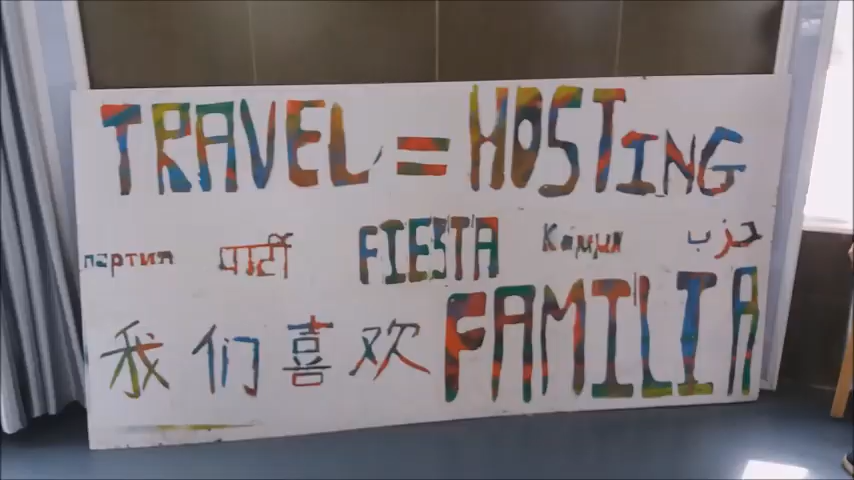 TRAVEL = HOSTING
партия पार्टी FIESTA حزب
我们喜欢 FAMILIA